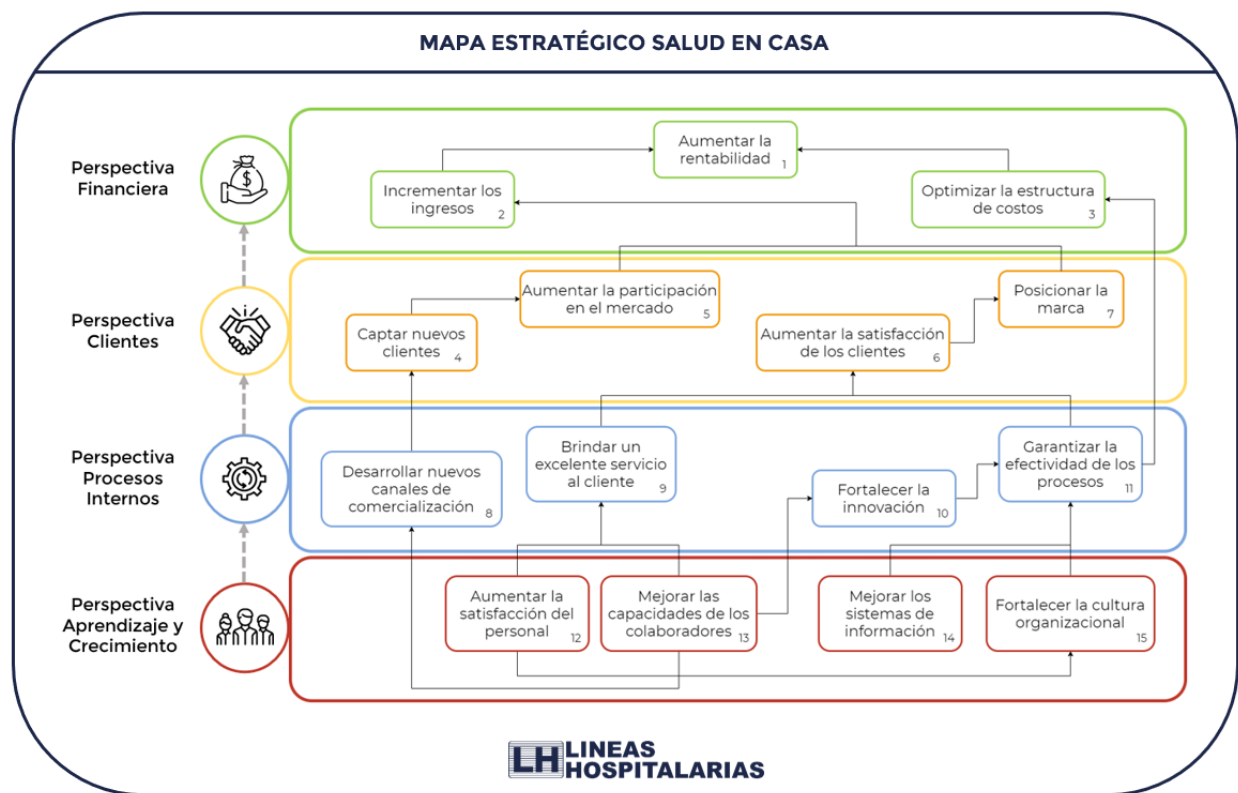 MAPA ESTRATÉGICO SALUD EN CASA
Perspectiva
Financiera
$
Aumentar la
rentabilidad
1
Incrementar los
ingresos
2
Optimizar la estructura
de costos
3
Perspectiva
Clientes
Captar nuevos
clientes
4
Aumentar la participación
en el mercado
5
Aumentar la satisfacción
de los clientes
6
Posicionar la
marca
7
Perspectiva
Procesos
Internos
Desarrollar nuevos
canales de
comercialización
8
Brindar un
excelente servicio
al cliente
9
Fortalecer la
innovación
10
Garantizar la
efectividad de los
procesos
11
Perspectiva
Aprendizaje y
Crecimiento
Aumentar la
satisfacción del
personal
12
Mejorar las
capacidades de los
colaboradores
13
Mejorar los
sistemas de
información
14
Fortalecer la cultura
organizacional
15
LH LINEAS
HOSPITALARIAS